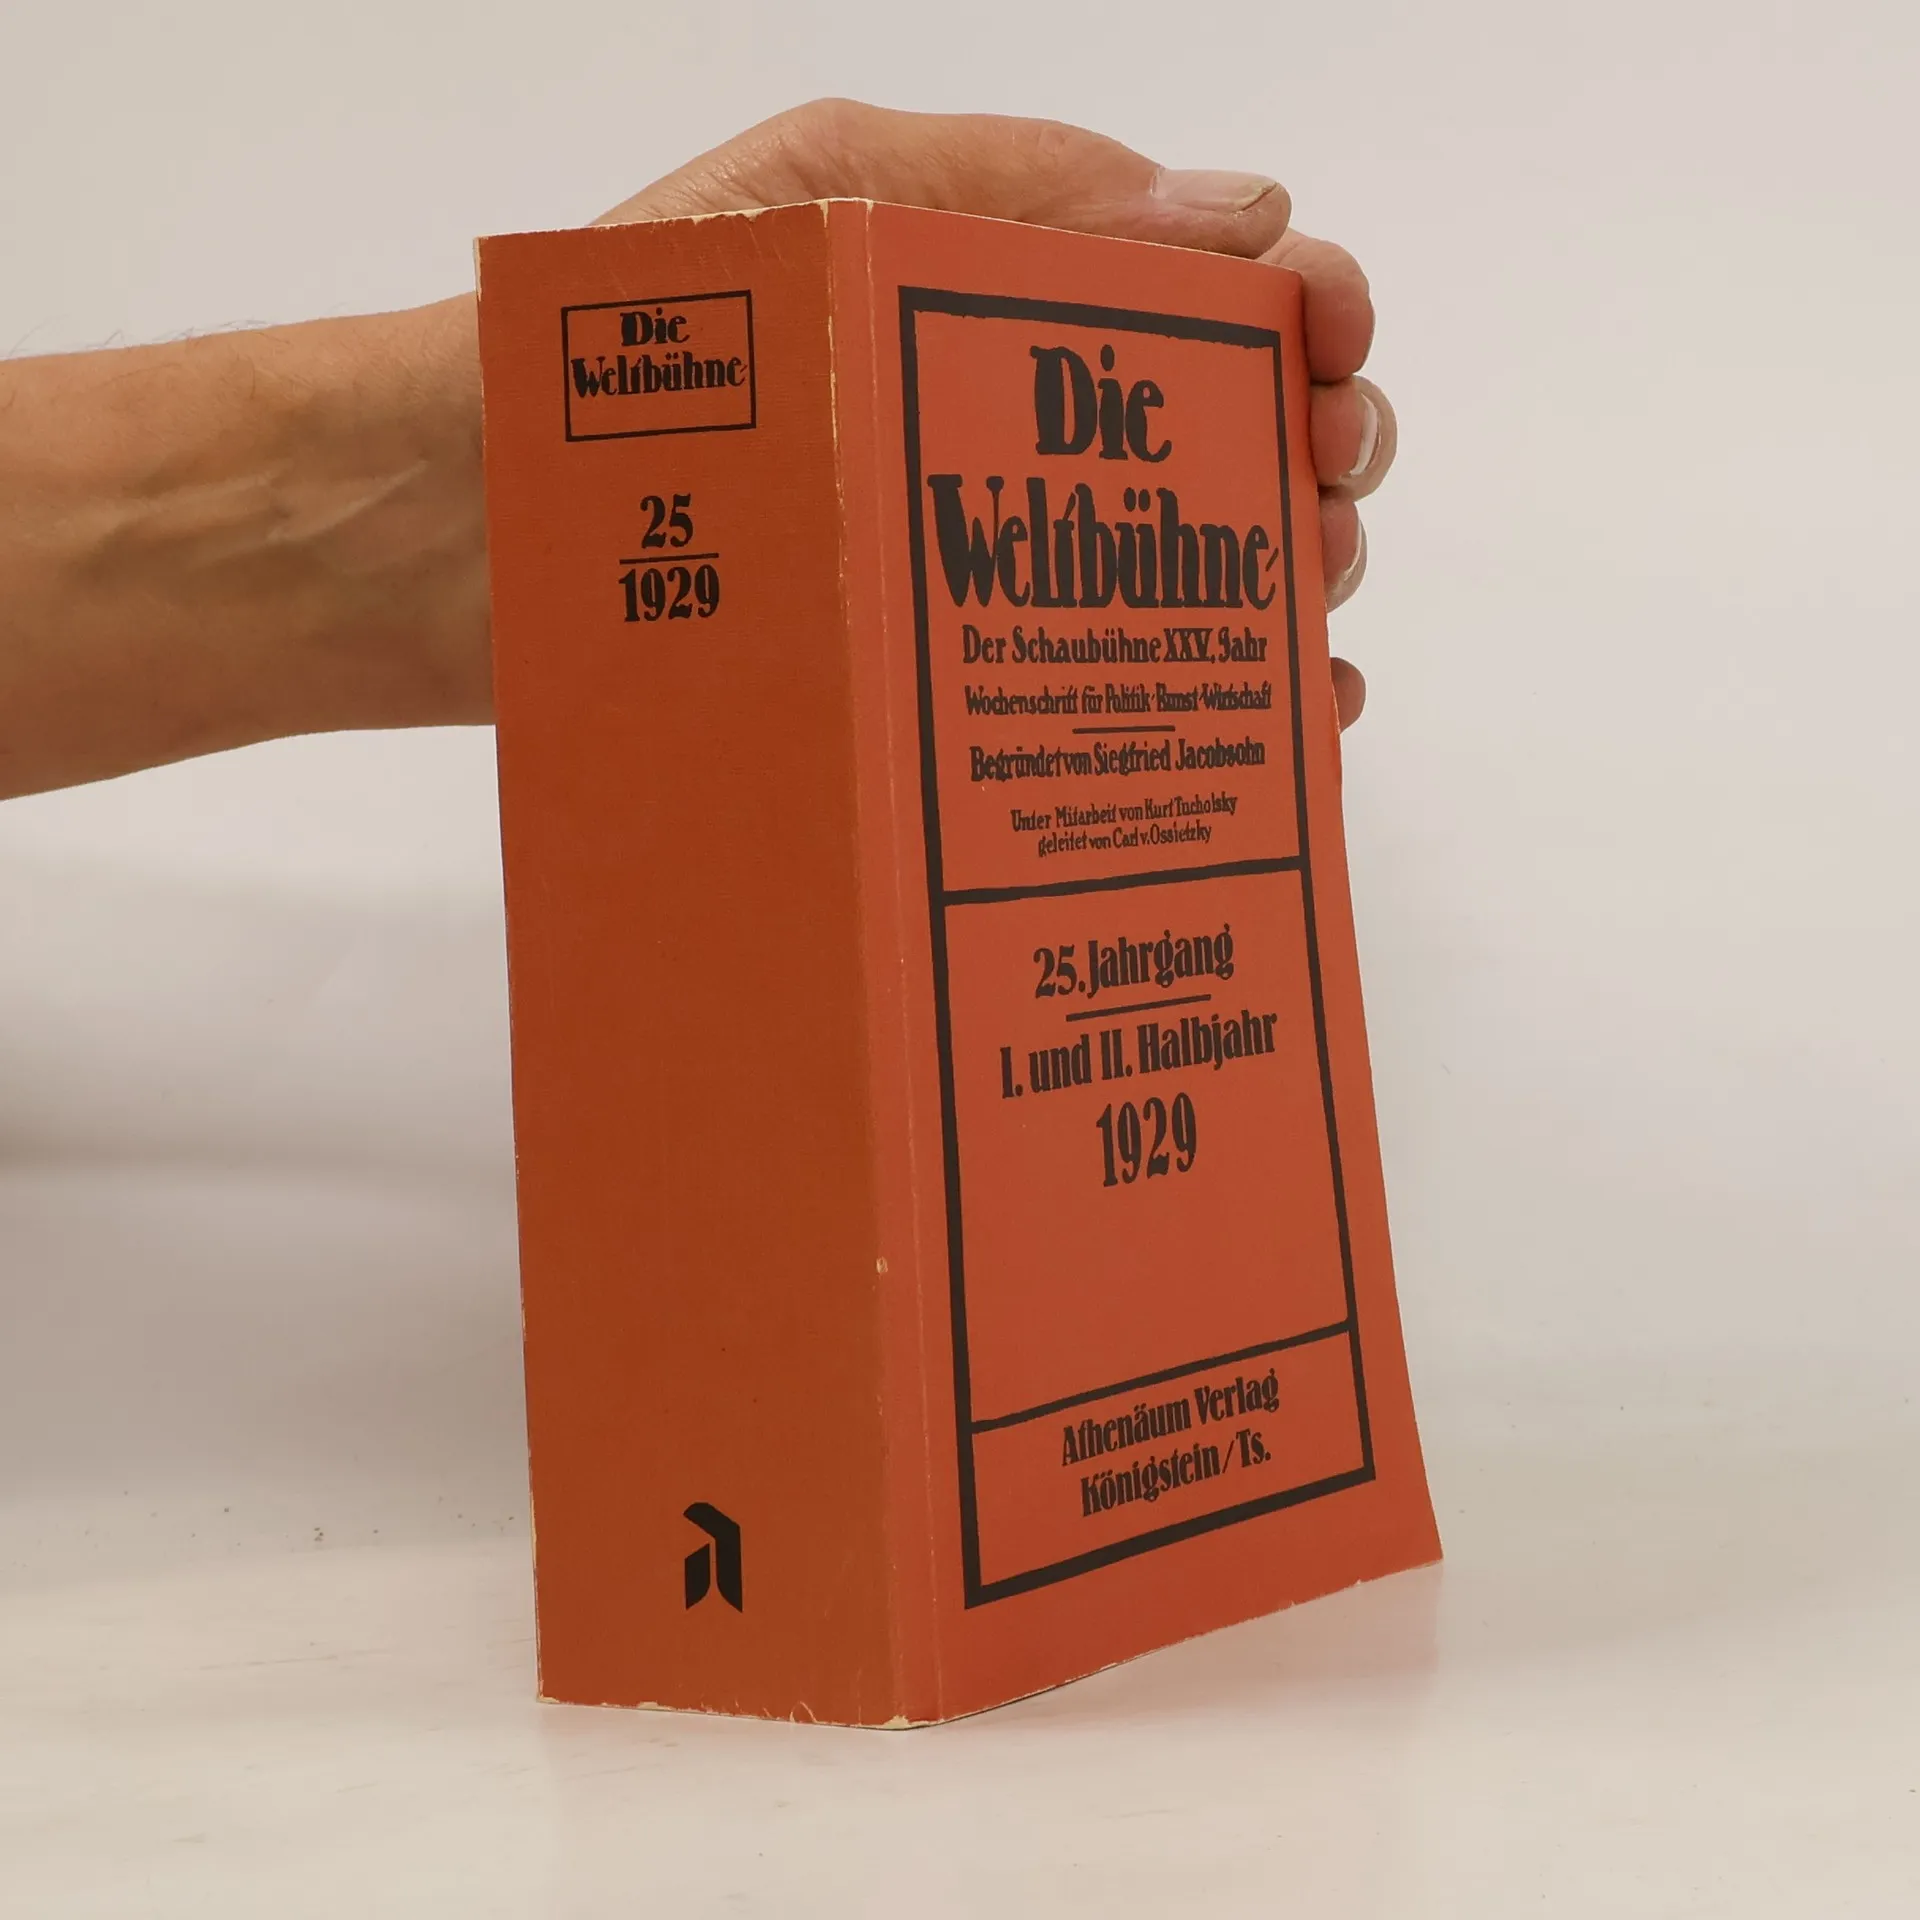 Die
Weltbühne
25
1929
Die
Weltbühne
Der Schaubühne XXV. Jahr
Wochenschrift für Politik·Kunst·Wirtschaft
Begründet von Siegfried Jacobsohn
Unter Mitarbeit von Kurt Tucholsky
geleitet von Carl v. Ossietzky
25. Jahrgang
I. und II. Halbjahr
1929
Athenäum Verlag
Königstein/Ts.